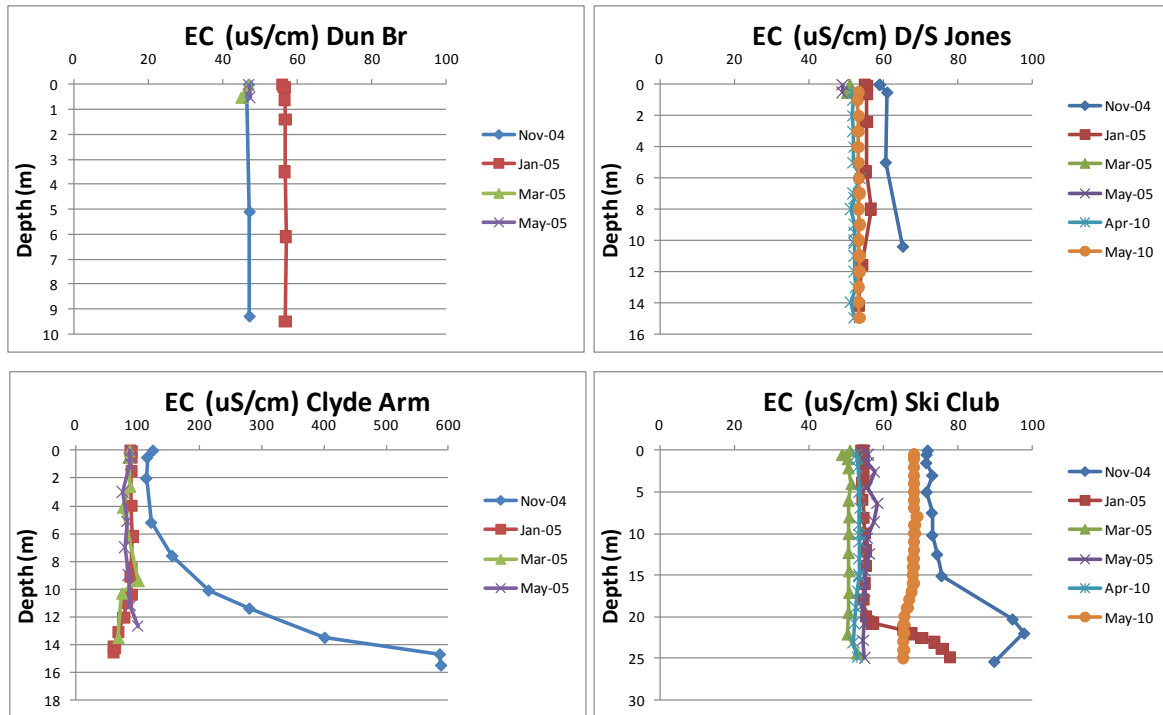 EC (uS/cm) Dun Br
0 20 40 60 80 100
0
1
2
3
4
5
6
7
8
9
10
Depth (m)
Nov-04
Jan-05
Mar-05
May-05
EC (uS/cm) D/S Jones
0 20 40 60 80 100
0
2
4
6
8
10
12
14
16
Depth (m)
Nov-04
Jan-05
Mar-05
May-05
Apr-10
May-10
EC (uS/cm) Clyde Arm
0 100 200 300 400 500 600
0
2
4
6
8
10
12
14
16
18
Depth (m)
Nov-04
Jan-05
Mar-05
May-05
EC (uS/cm) Ski Club
0 20 40 60 80 100
0
5
10
15
20
25
30
Depth (m)
Nov-04
Jan-05
Mar-05
May-05
Apr-10
May-10